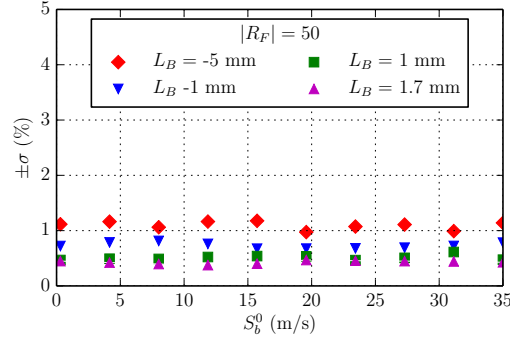 |R_F| = 50
L_B = -5 mm
L_B = 1 mm
L_B -1 mm
L_B = 1.7 mm
±σ (%)
5
4
3
2
1
0
0 5 10 15 20 25 30 35
S_b^0 (m/s)